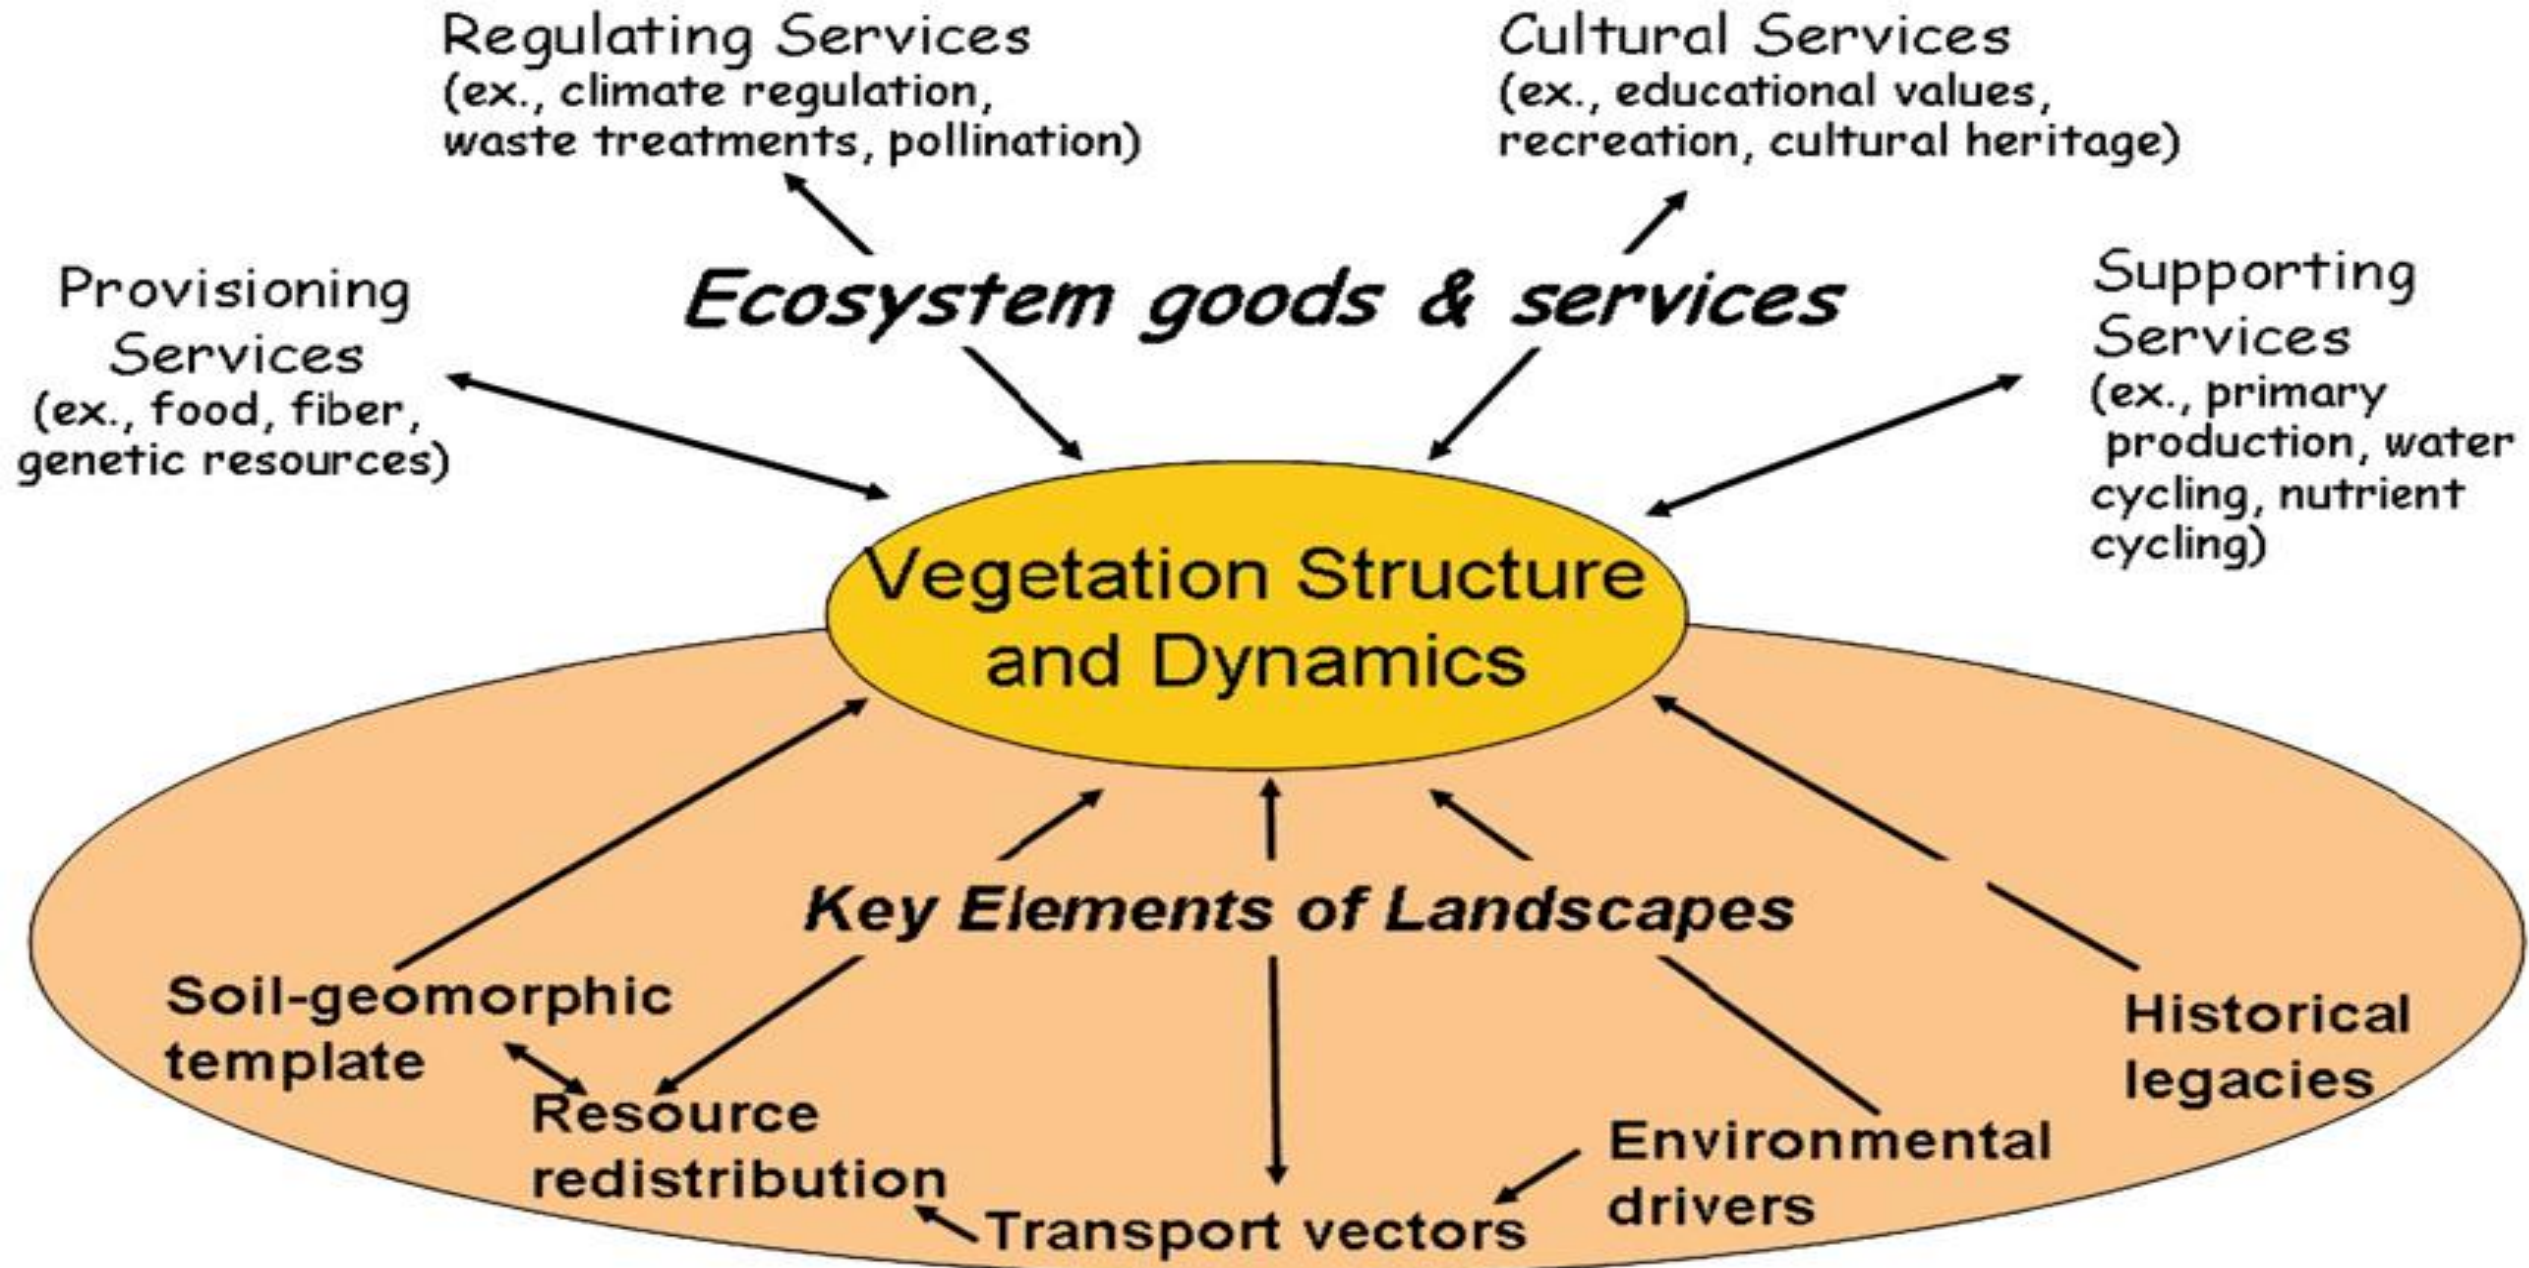 Regulating Services
(ex., climate regulation,
waste treatments, pollination)
Cultural Services
(ex., educational values,
recreation, cultural heritage)
Provisioning
Services
(ex., food, fiber,
genetic resources)
Ecosystem goods & services
Supporting
Services
(ex., primary
production, water
cycling, nutrient
cycling)
Vegetation Structure
and Dynamics
Key Elements of Landscapes
Soil-geomorphic
template
Resource
redistribution
Transport vectors
Environmental
drivers
Historical
legacies